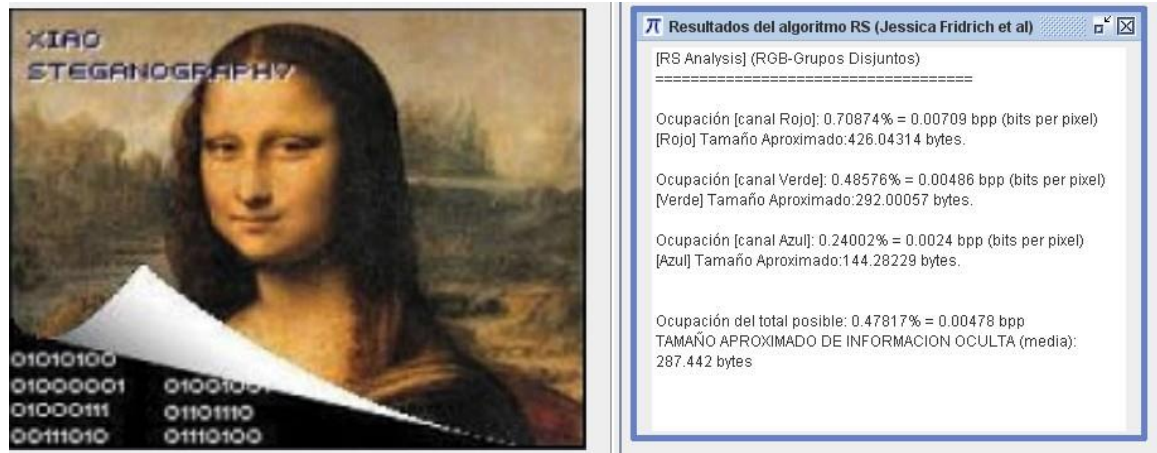 XIAO
STEGANOGRAPHY
01010100
01000001
01000111
00111010
01101110
01110100
Resultados del algoritmo RS (Jessica Fridrich et al)
[RS Analysis] (RGB-Grupos Disjuntos)
====================================
Ocupación [canal Rojo]: 0.70874% = 0.00709 bpp (bits per pixel)
[Rojo] Tamaño Aproximado:426.04314 bytes.
Ocupación [canal Verde]: 0.48576% = 0.00486 bpp (bits per pixel)
[Verde] Tamaño Aproximado:292.00057 bytes.
Ocupación [canal Azul]: 0.24002% = 0.0024 bpp (bits per pixel)
[Azul] Tamaño Aproximado:144.28229 bytes.
Ocupación del total posible: 0.47817% = 0.00478 bpp
TAMAÑO APROXIMADO DE INFORMACION OCULTA (media):
287.442 bytes